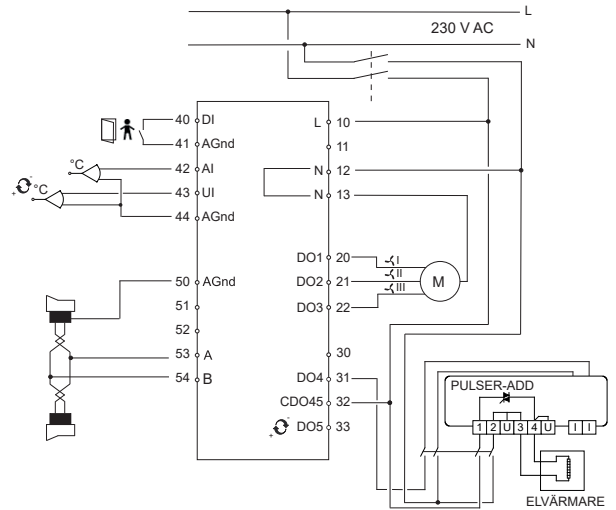 L
230 V AC
N
40 DI
41 AGnd
°C
42 AI
°C
43 UI
44 AGnd
50 AGnd
51
52
53 A
54 B
L 10
11
N 12
N 13
DO1 20
DO2 21
DO3 22
I
II
III
M
30
DO4 31
CDO45 32
DO5 33
PULSER-ADD
1 2 U 3 4 U I I
ELVÄRMARE